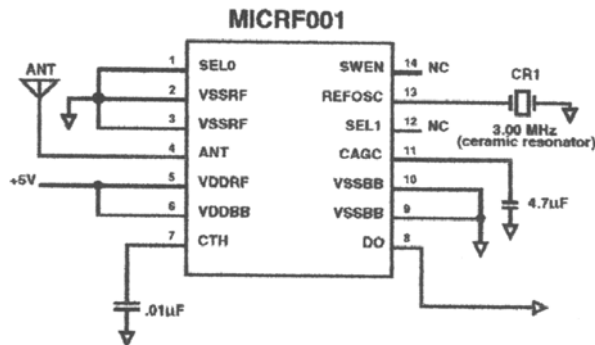 MICRF001
ANT
1 SEL0
2 VSSRF
3 VSSRF
4 ANT
+5V
5 VDDRF
6 VDDBB
7 CTH
.01µF
SWEN 14 NC
REFOSC 13
CR1
3.00 MHz
(ceramic resonator)
SEL1 12 NC
CAGC 11
4.7µF
VSSBB 10
VSSBB 9
DO 8